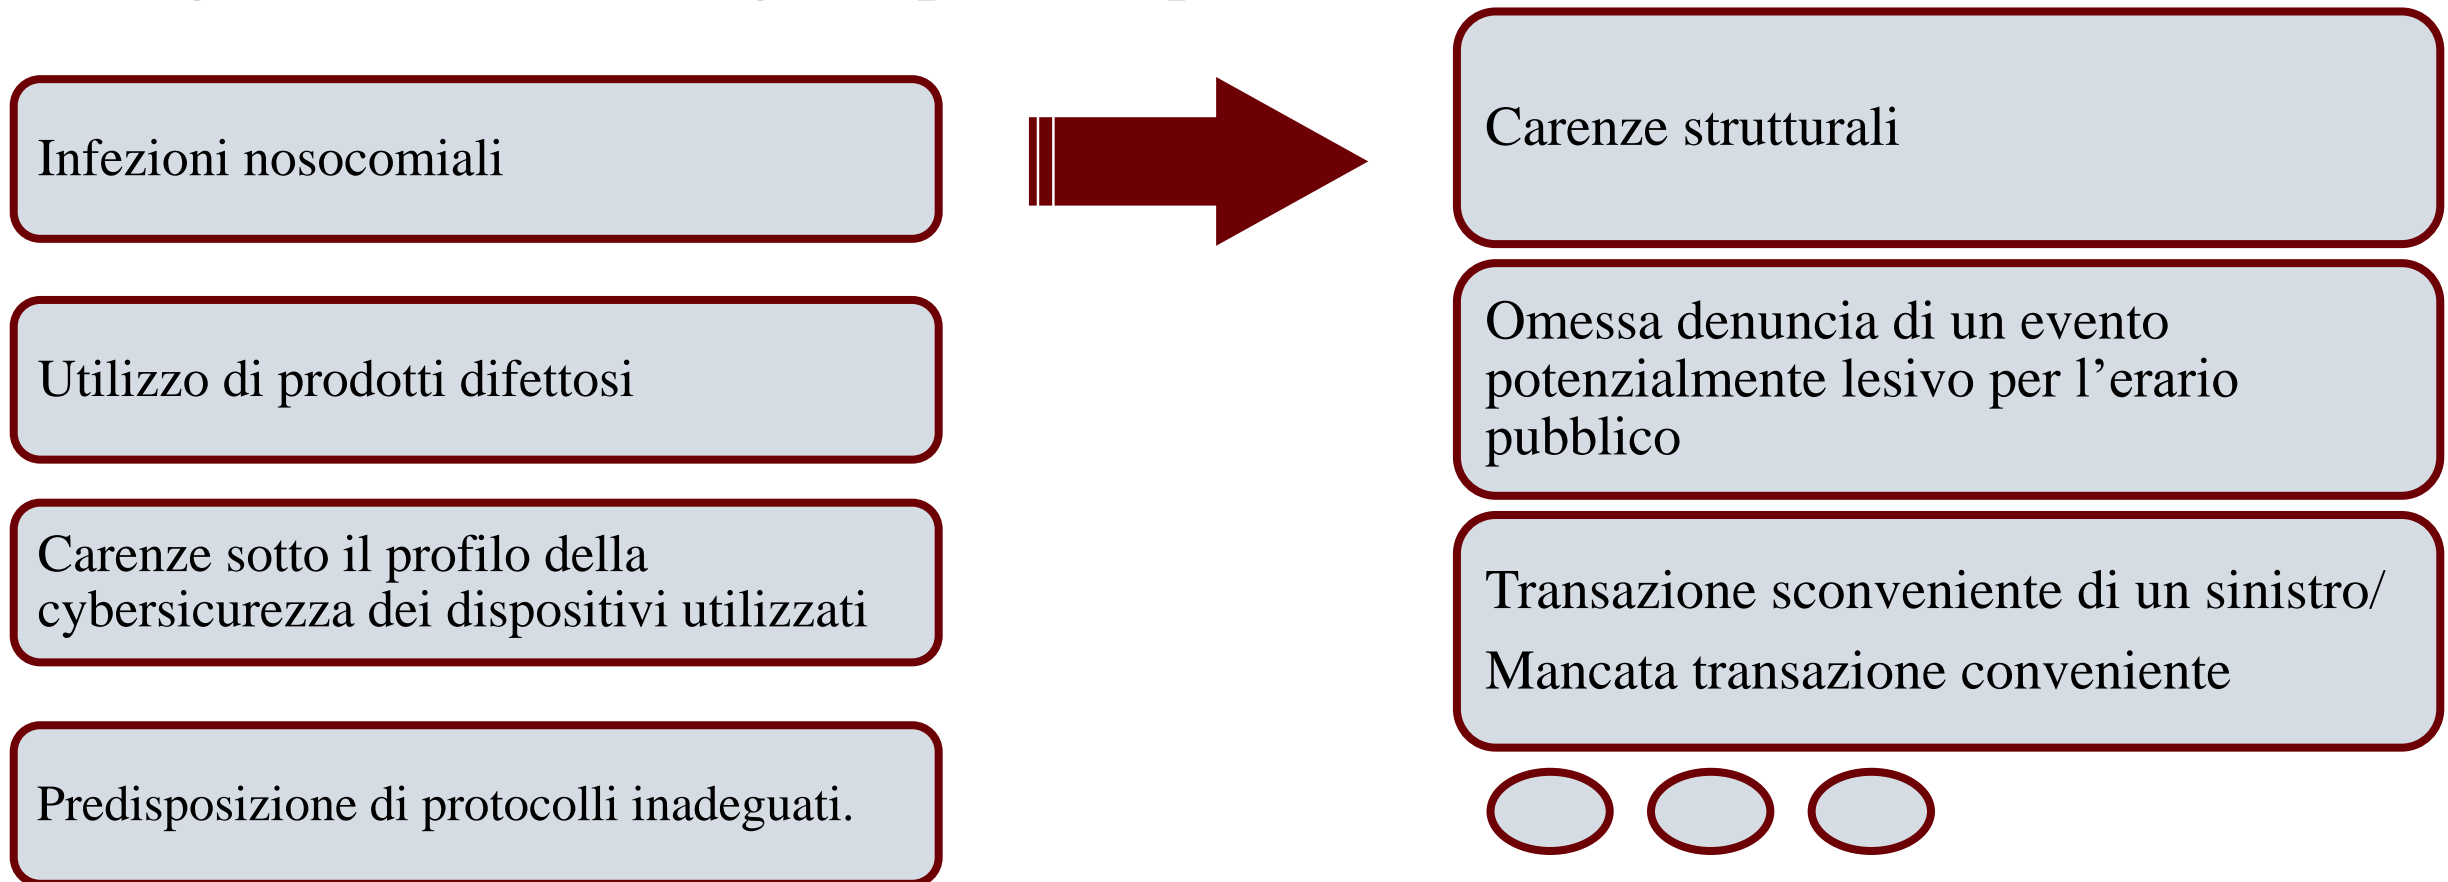 Infezioni nosocomiali
Utilizzo di prodotti difettosi
Carenze sotto il profilo della
cybersicurezza dei dispositivi utilizzati
Predisposizione di protocolli inadeguati.
Carenze strutturali
Omessa denuncia di un evento
potenzialmente lesivo per l’erario
pubblico
Transazione sconveniente di un sinistro/
Mancata transazione conveniente